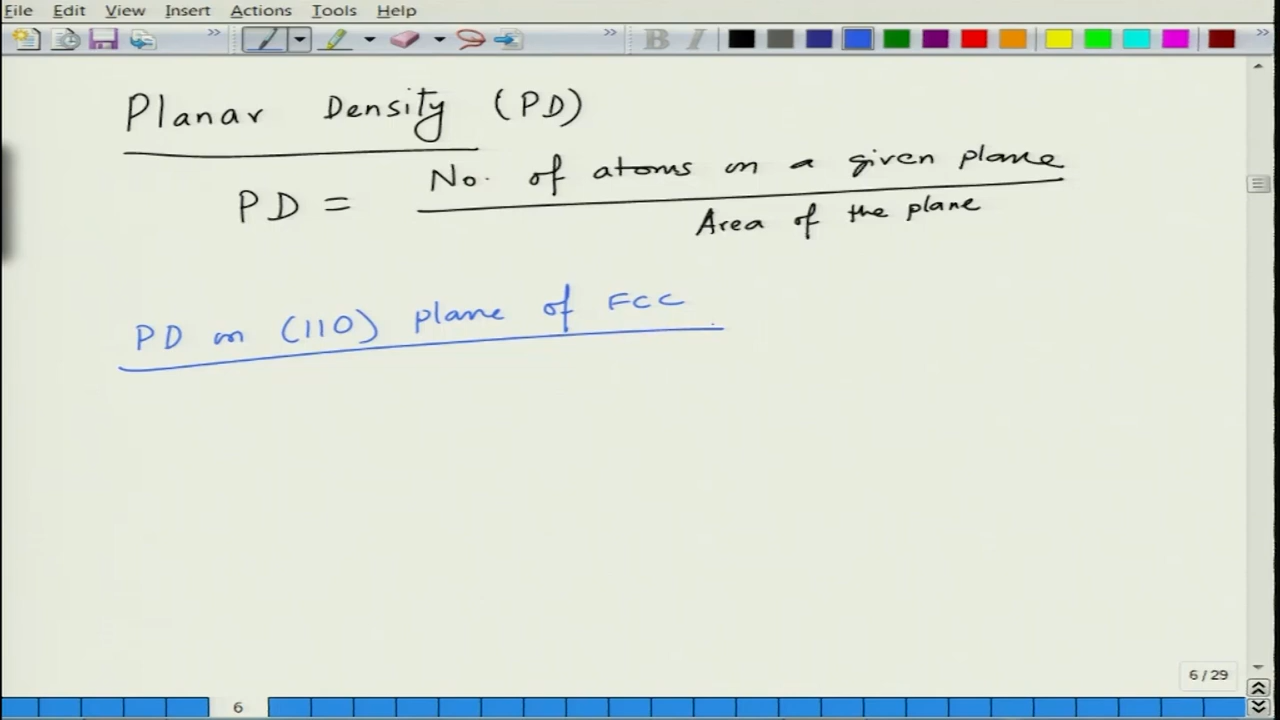 File Edit View Insert Actions Tools Help
B I
Planar Density (PD)
PD = No. of atoms on a given plane
Area of the plane
PD on (110) plane of FCC
6 / 29
6